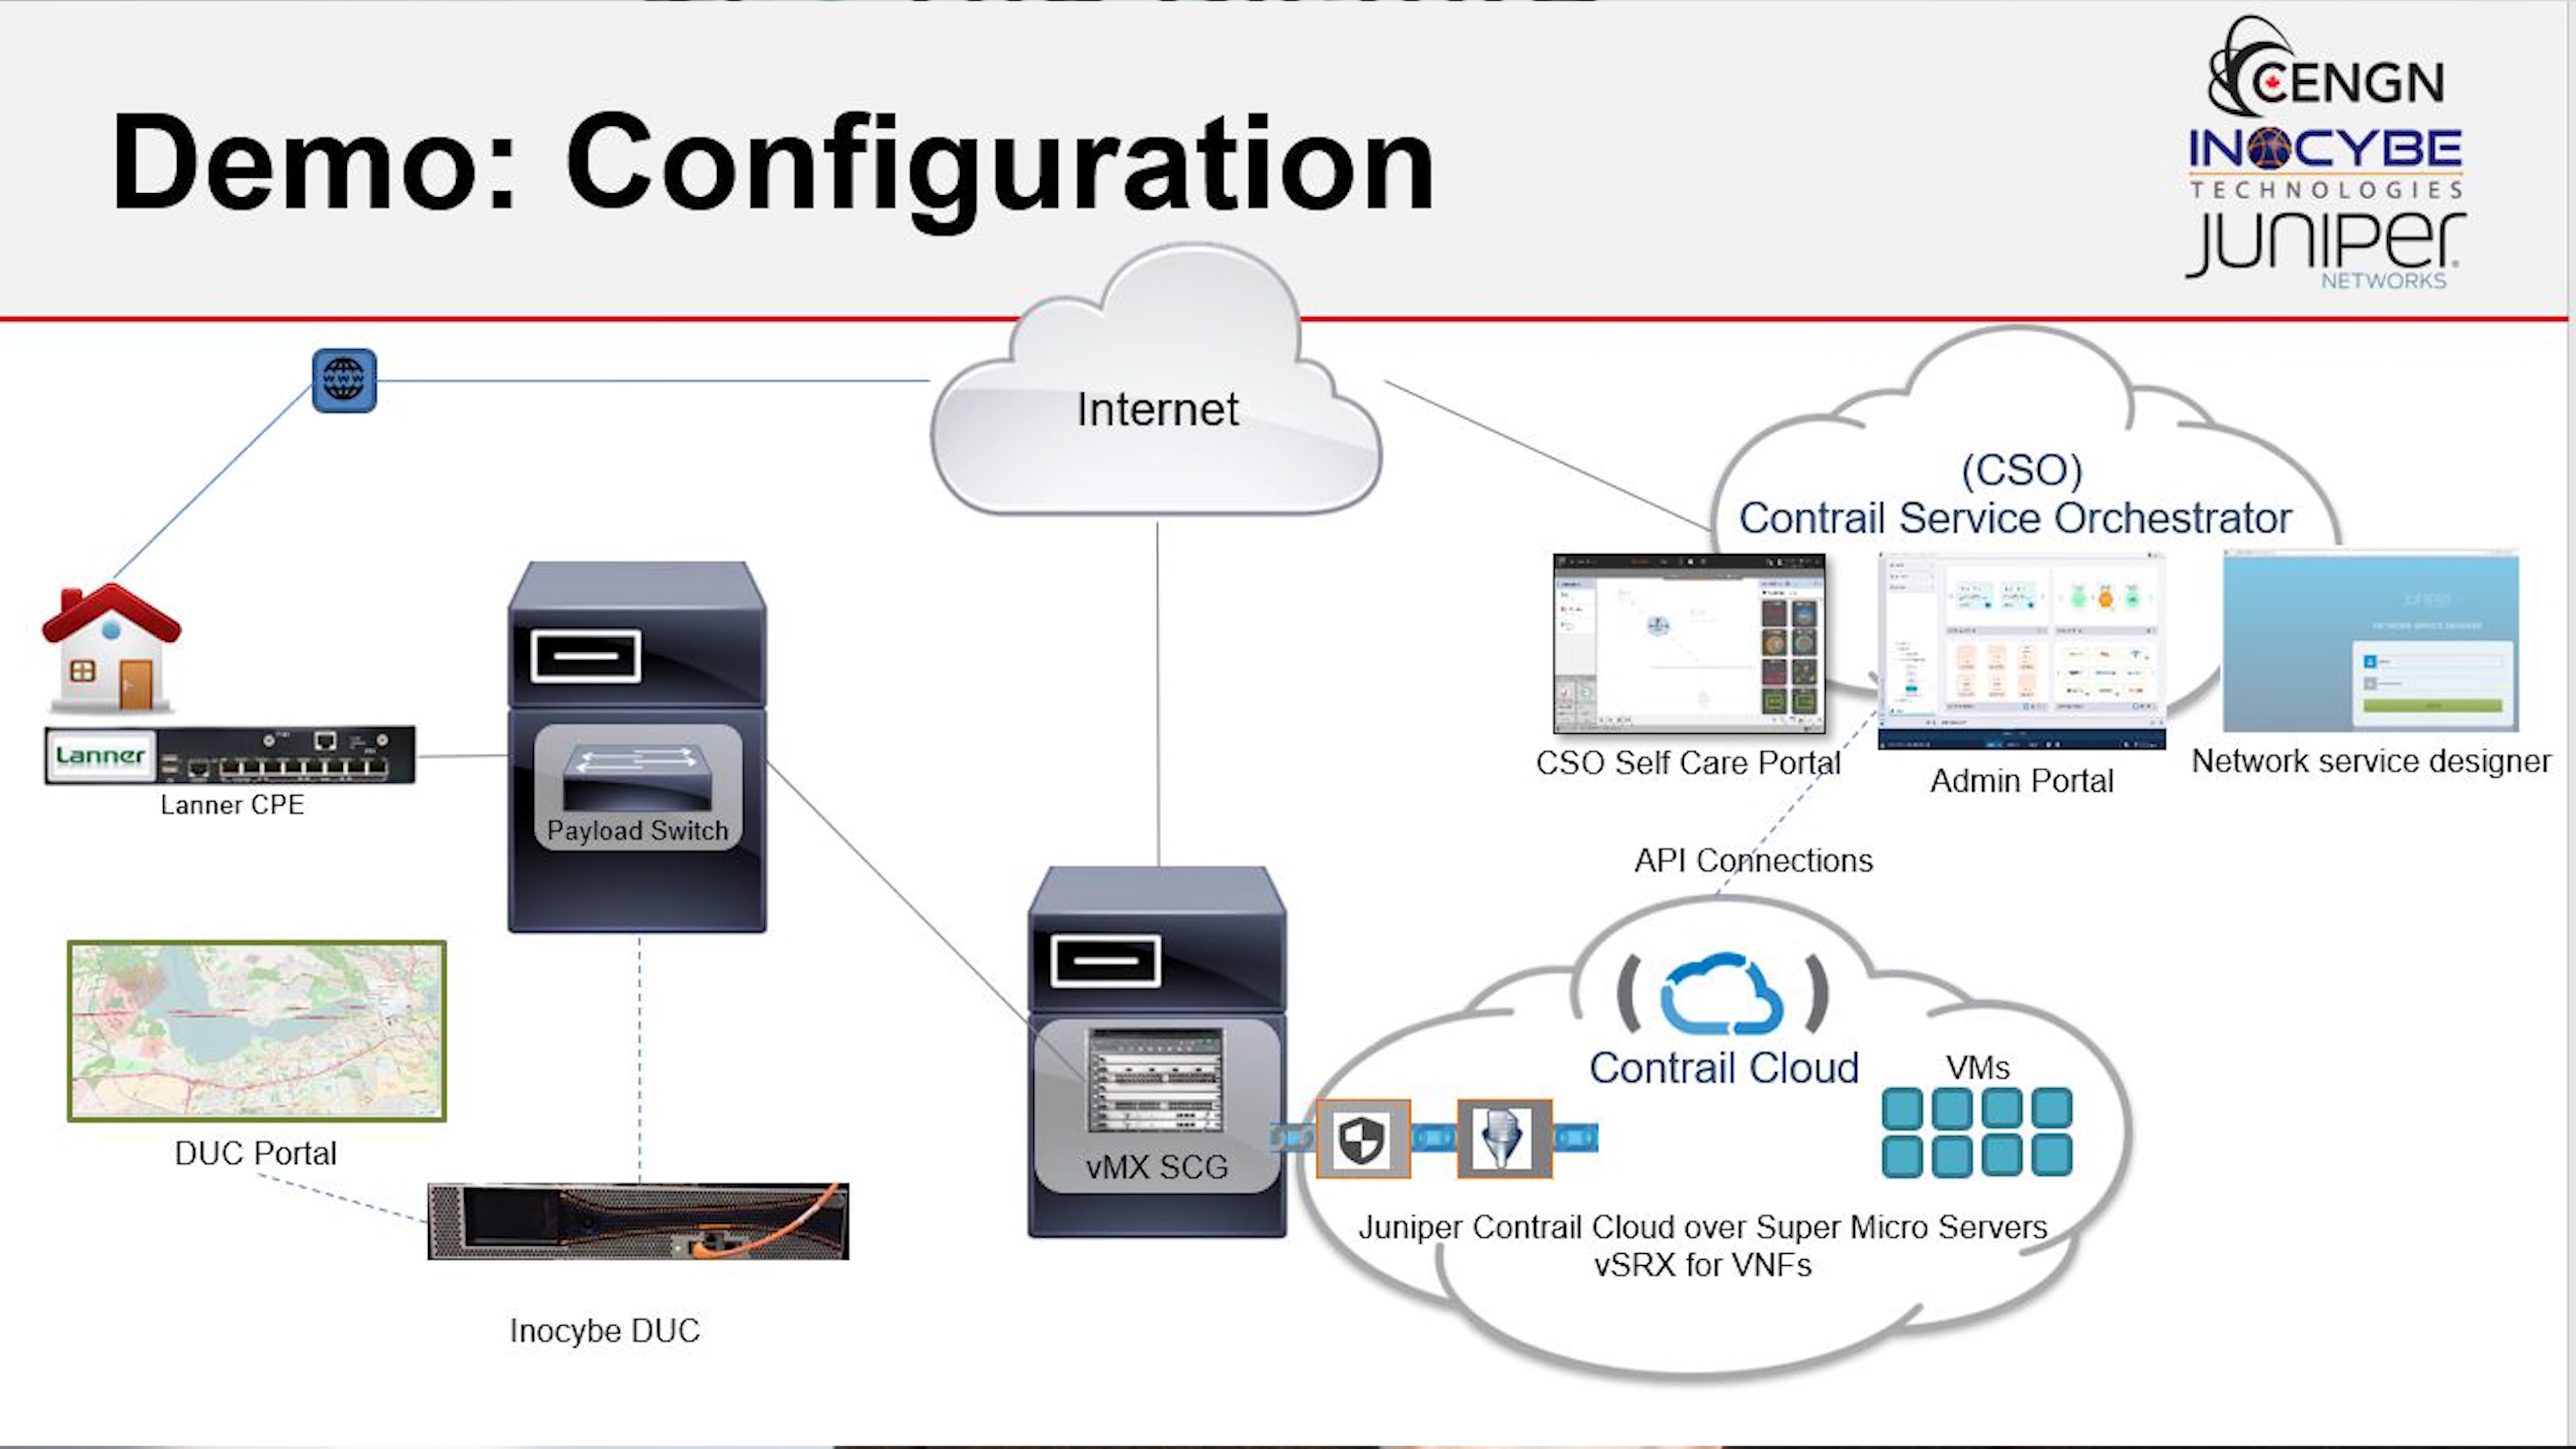 Demo: Configuration
CENGN
INOCYBE
TECHNOLOGIES
JUNIPER
NETWORKS
WWW
Internet
(CSO)
Contrail Service Orchestrator
Lanner
Lanner CPE
Payload Switch
CSO Self Care Portal
Admin Portal
Network service designer
API Connections
DUC Portal
Inocybe DUC
vMX SCG
Contrail Cloud
VMs
Juniper Contrail Cloud over Super Micro Servers
vSRX for VNFs